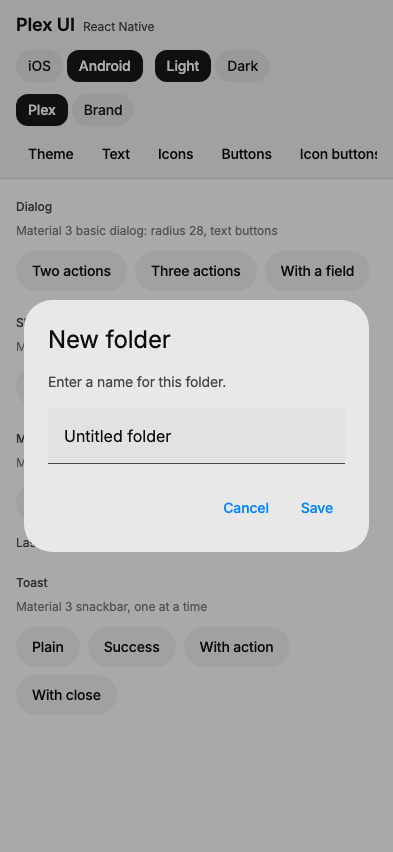 Plex UI React Native
iOS Android Light Dark
Plex Brand
Theme Text Icons Buttons Icon buttons
Dialog
Material 3 basic dialog: radius 28, text buttons
Two actions Three actions With a field
New folder
Enter a name for this folder.
Untitled folder
Cancel Save
Toast
Material 3 snackbar, one at a time
Plain Success With action
With close